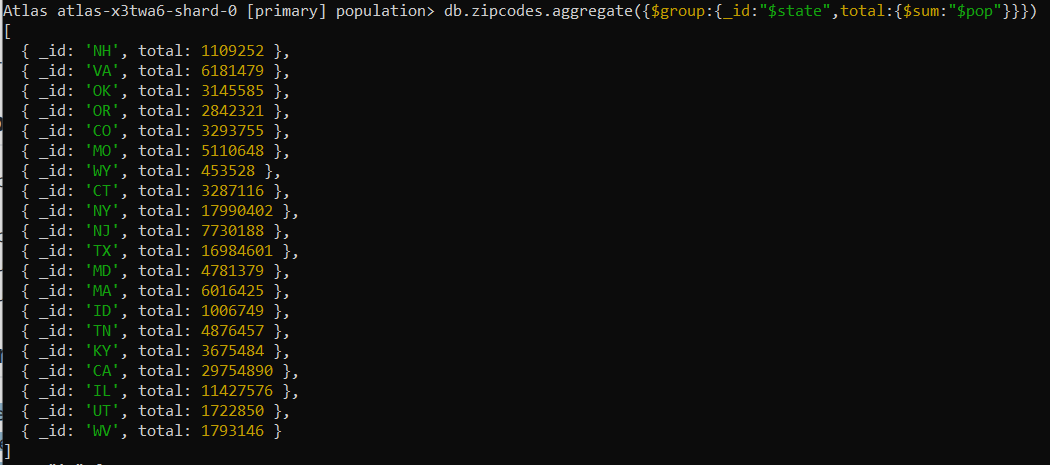 Atlas atlas-x3twa6-shard-0 [primary] population> db.zipcodes.aggregate({$group:{_id:"$state",total:{$sum:"$pop"}}})
[
  { _id: 'NH', total: 1109252 },
  { _id: 'VA', total: 6181479 },
  { _id: 'OK', total: 3145585 },
  { _id: 'OR', total: 2842321 },
  { _id: 'CO', total: 3293755 },
  { _id: 'MO', total: 5110648 },
  { _id: 'WY', total: 453528 },
  { _id: 'CT', total: 3287116 },
  { _id: 'NY', total: 17990402 },
  { _id: 'NJ', total: 7730188 },
  { _id: 'TX', total: 16984601 },
  { _id: 'MD', total: 4781379 },
  { _id: 'MA', total: 6016425 },
  { _id: 'ID', total: 1006749 },
  { _id: 'TN', total: 4876457 },
  { _id: 'KY', total: 3675484 },
  { _id: 'CA', total: 29754890 },
  { _id: 'IL', total: 11427576 },
  { _id: 'UT', total: 1722850 },
  { _id: 'WV', total: 1793146 }
]